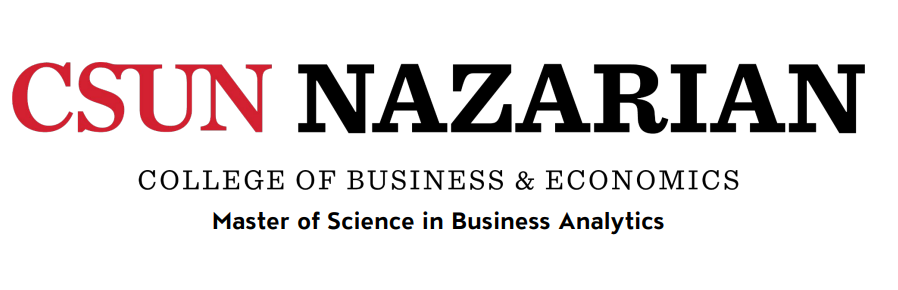 CSUN NAZARIAN
COLLEGE OF BUSINESS & ECONOMICS
Master of Science in Business Analytics